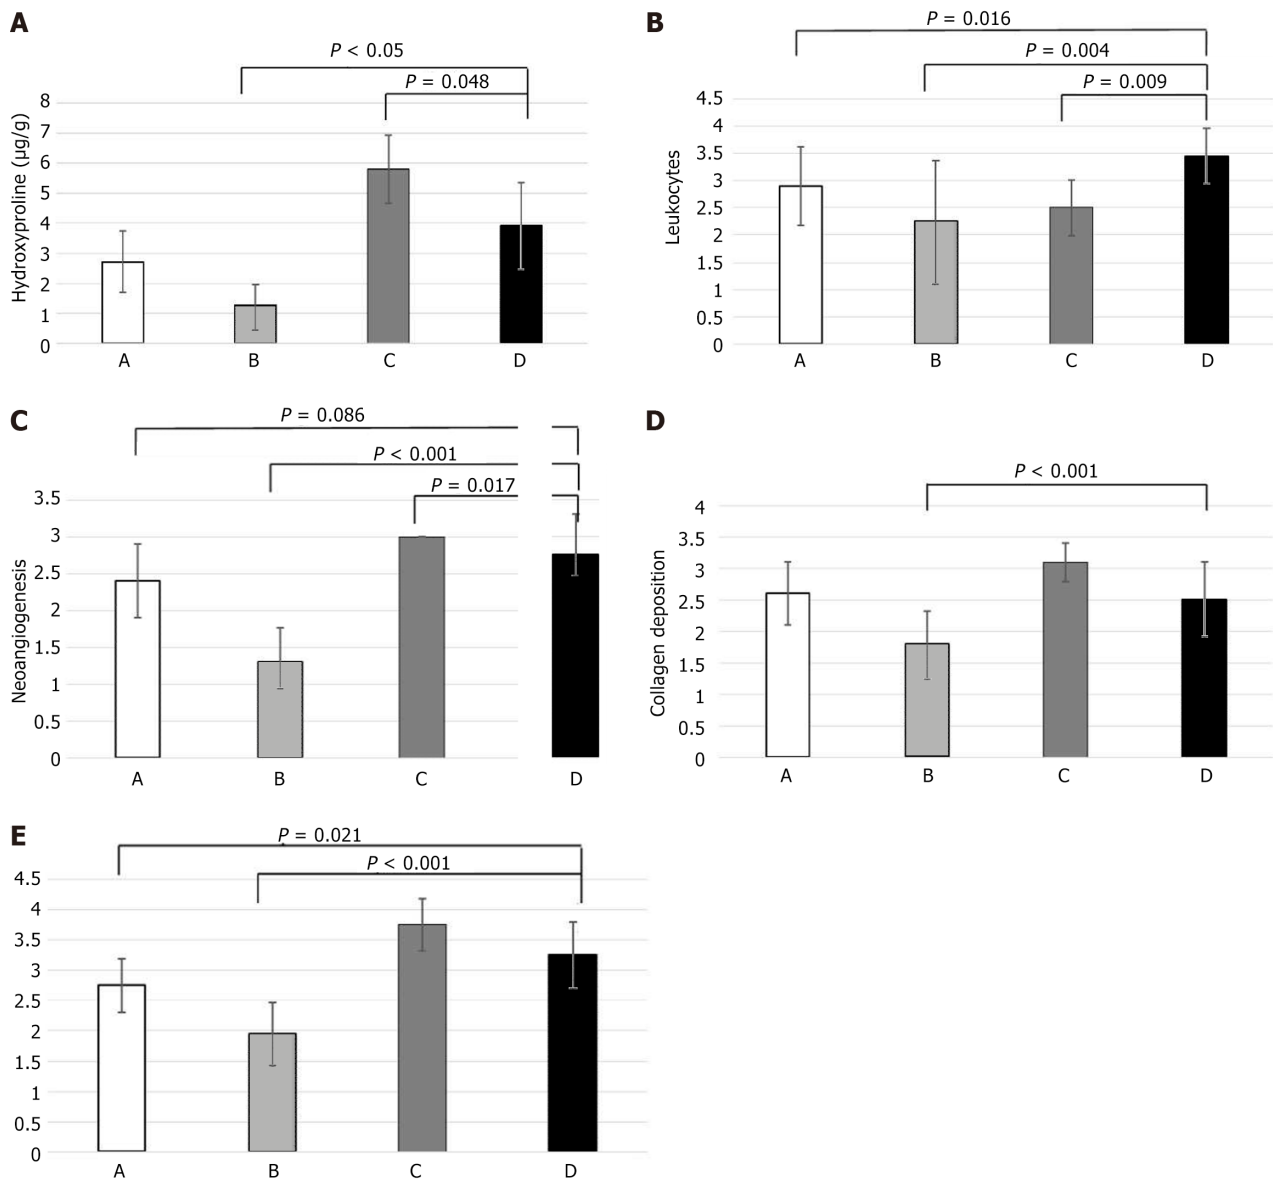 A
P < 0.05
P = 0.048
Hydroxyproline (µg/g)
8
7
6
5
4
3
2
1
0
A B C D
B
P = 0.016
P = 0.004
P = 0.009
Leukocytes
4.5
4
3.5
3
2.5
2
1.5
1
0.5
0
A B C D
C
P = 0.086
P < 0.001
P = 0.017
Neoangiogenesis
3.5
3
2.5
2
1.5
1
0.5
0
A B C D
D
P < 0.001
Collagen deposition
4
3.5
3
2.5
2
1.5
1
0.5
0
A B C D
E
P = 0.021
P < 0.001
4.5
4
3.5
3
2.5
2
1.5
1
0.5
0
A B C D